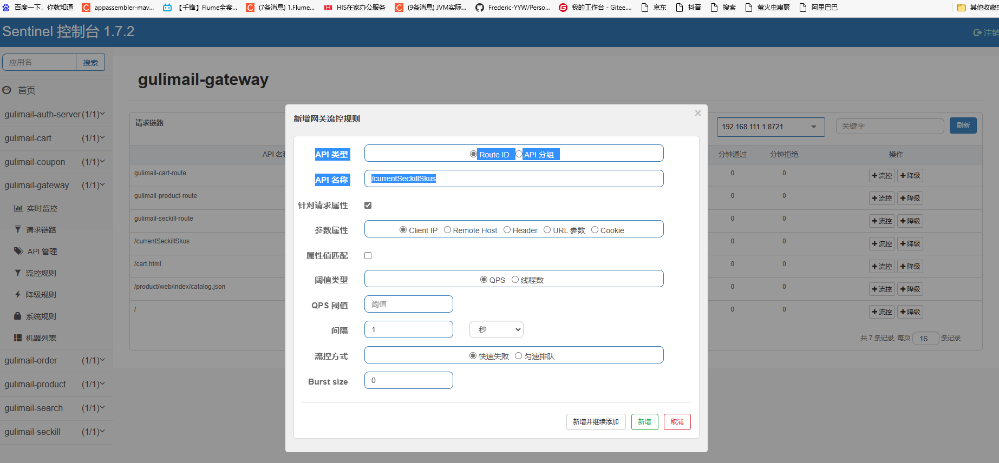 百度一下，你就知道 appassembler-mav... 【千锋】Flume全套... (7条消息) 1.Flume... HIS在家办公服务 (9条消息) JVM实际... Frederic-YYW/Perso... 我的工作台 - Gitee.... 京东 抖音 搜索 萤火虫惠聚 阿里巴巴 其他收藏
Sentinel 控制台 1.7.2
注销
应用名 搜索
首页
gulimail-auth-server (1/1)
gulimail-cart (1/1)
gulimail-coupon (1/1)
gulimail-gateway (1/1)
实时监控
请求链路
API 管理
流控规则
降级规则
系统规则
机器列表
gulimail-order (1/1)
gulimail-product (1/1)
gulimail-search (1/1)
gulimail-seckill (1/1)
gulimail-gateway
请求链路 192.168.111.1:8721 关键字 刷新
API 名 分钟通过 分钟拒绝 操作
gulimail-cart-route 0 0 流控 降级
gulimail-product-route 0 0 流控 降级
gulimail-seckill-route 0 0 流控 降级
/currentSeckillSkus 0 0 流控 降级
/cart.html 0 0 流控 降级
/product/web/index/catalog.json 0 0 流控 降级
/ 0 0 流控 降级
共 7 条记录, 每页 16 条记录
新增网关流控规则 ×
API 类型 Route ID API 分组
API 名称 /currentSeckillSkus
针对请求属性
参数属性 Client IP Remote Host Header URL 参数 Cookie
属性值匹配
阈值类型 QPS 线程数
QPS 阈值 阈值
间隔 1 秒
流控方式 快速失败 匀速排队
Burst size 0
新增并继续添加 新增 取消